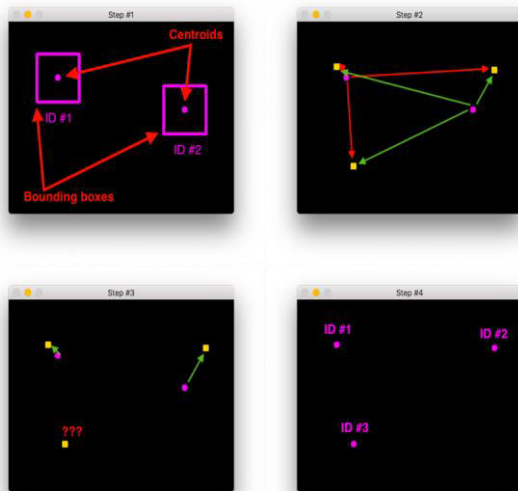 Step #1
Centroids
ID #1
ID #2
Bounding boxes
Step #2
Step #3
???
Step #4
ID #1
ID #2
ID #3